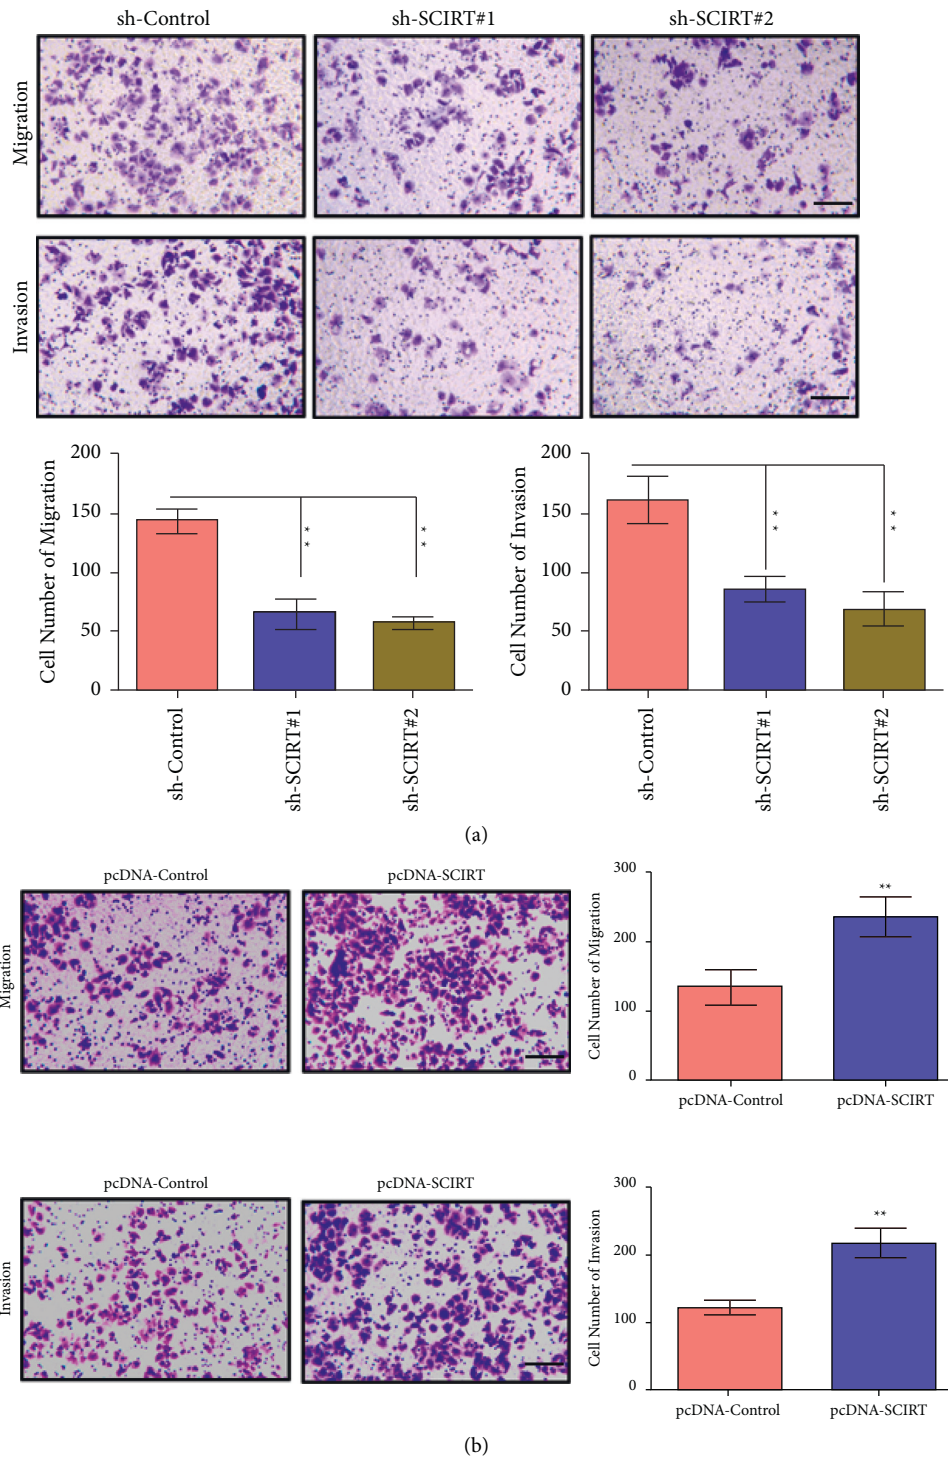 sh-Control sh-SCIRT#1 sh-SCIRT#2
Migration
Invasion
Cell Number of Migration
200
150
100
50
0
**
**
sh-Control
sh-SCIRT#1
sh-SCIRT#2
Cell Number of Invasion
200
150
100
50
0
**
**
sh-Control
sh-SCIRT#1
sh-SCIRT#2
(a)
pcDNA-Control pcDNA-SCIRT
Migration
Cell Number of Migration
300
200
100
0
**
pcDNA-Control pcDNA-SCIRT
pcDNA-Control pcDNA-SCIRT
Invasion
Cell Number of Invasion
300
200
100
0
**
pcDNA-Control pcDNA-SCIRT
(b)